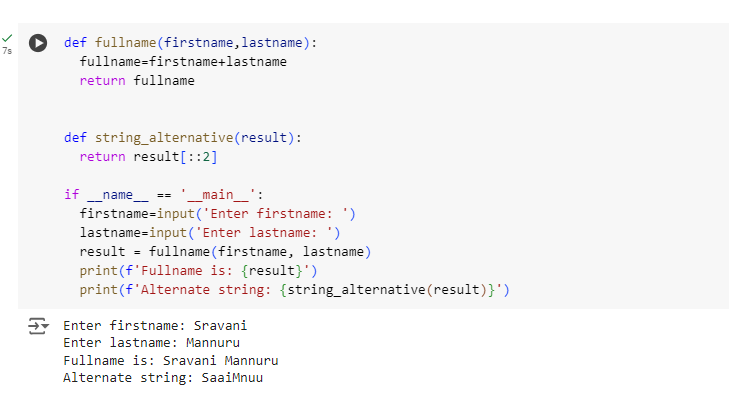 7s
def fullname(firstname,lastname):
  fullname=firstname+lastname
  return fullname
def string_alternative(result):
  return result[::2]
if __name__ == '__main__':
  firstname=input('Enter firstname: ')
  lastname=input('Enter lastname: ')
  result = fullname(firstname, lastname)
  print(f'Fullname is: {result}')
  print(f'Alternate string: {string_alternative(result)}')
Enter firstname: Sravani
Enter lastname: Mannuru
Fullname is: Sravani Mannuru
Alternate string: SaaiMnuu